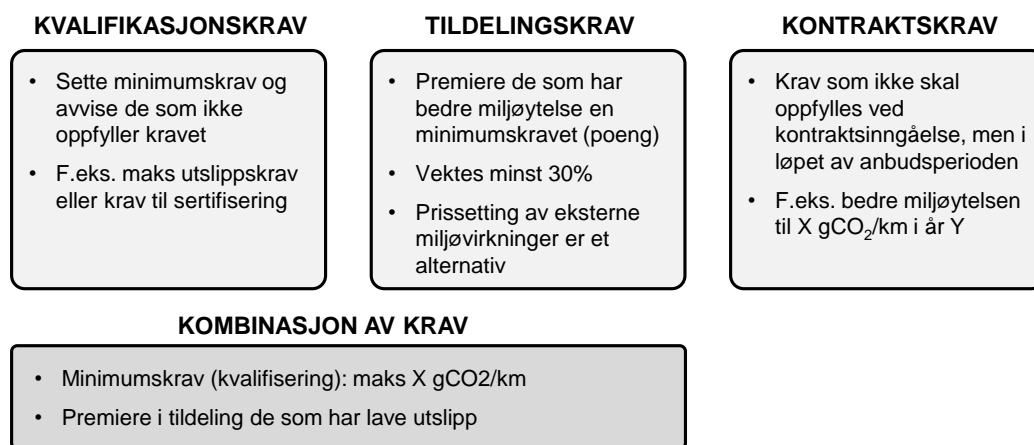 KVALIFIKASJONSKRAV
• Sette minimumskrav og
avvise de som ikke
oppfyller kravet
• F.eks. maks utslippskrav
eller krav til sertifisering
TILDELINGSKRAV
• Premiere de som har
bedre miljøytelse en
minimumskravet (poeng)
• Vektes minst 30%
• Prissetting av eksterne
miljøvirkninger er et
alternativ
KONTRAKTSKRAV
• Krav som ikke skal
oppfylles ved
kontraktsinngåelse, men i
løpet av anbudsperioden
• F.eks. bedre miljøytelsen
til X gCO₂/km i år Y
KOMBINASJON AV KRAV
• Minimumskrav (kvalifisering): maks X gCO2/km
• Premiere i tildeling de som har lave utslipp